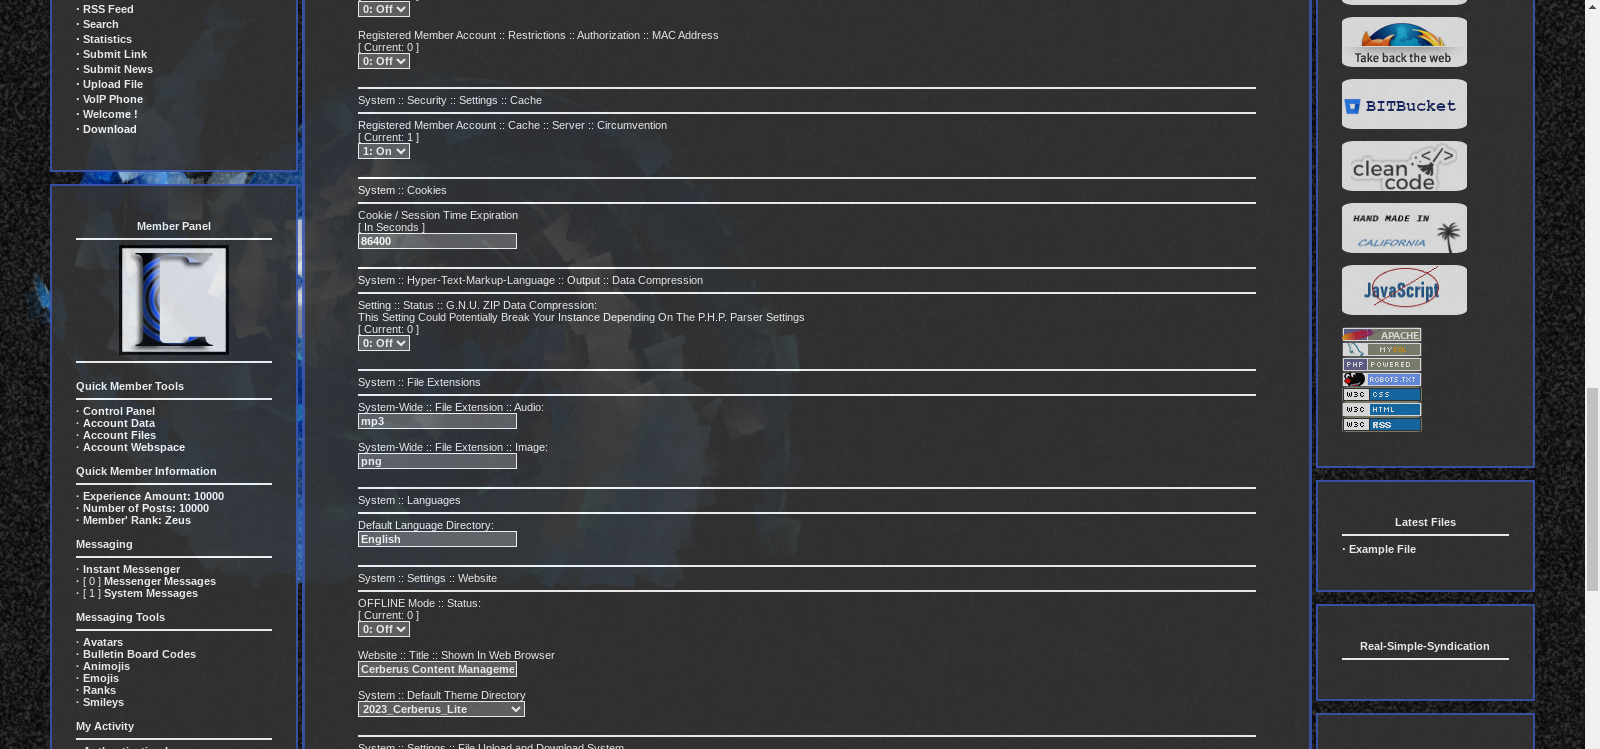 · RSS Feed
· Search
· Statistics
· Submit Link
· Submit News
· Upload File
· VoIP Phone
· Welcome !
· Download
Member Panel
Quick Member Tools
· Control Panel
· Account Data
· Account Files
· Account Webspace
Quick Member Information
· Experience Amount: 10000
· Number of Posts: 10000
· Member' Rank: Zeus
Messaging
· Instant Messenger
· [ 0 ] Messenger Messages
· [ 1 ] System Messages
Messaging Tools
· Avatars
· Bulletin Board Codes
· Animojis
· Emojis
· Ranks
· Smileys
My Activity
0: Off
Registered Member Account :: Restrictions :: Authorization :: MAC Address
[ Current: 0 ]
0: Off
System :: Security :: Settings :: Cache
Registered Member Account :: Cache :: Server :: Circumvention
[ Current: 1 ]
1: On
System :: Cookies
Cookie / Session Time Expiration
[ In Seconds ]
86400
System :: Hyper-Text-Markup-Language :: Output :: Data Compression
Setting :: Status :: G.N.U. ZIP Data Compression:
This Setting Could Potentially Break Your Instance Depending On The P.H.P. Parser Settings
[ Current: 0 ]
0: Off
System :: File Extensions
System-Wide :: File Extension :: Audio:
mp3
System-Wide :: File Extension :: Image:
png
System :: Languages
Default Language Directory:
English
System :: Settings :: Website
OFFLINE Mode :: Status:
[ Current: 0 ]
0: Off
Website :: Title :: Shown In Web Browser
Cerberus Content Manageme
System :: Default Theme Directory
2023_Cerberus_Lite
System :: Settings :: File Upload and Download System
Take back the web
BITBucket
clean </>
code
HAND MADE IN
CALIFORNIA
JavaScript
APACHE
MYSQL
PHP POWERED
ROBOTS.TXT
W3C CSS
W3C HTML
W3C RSS
Latest Files
· Example File
Real-Simple-Syndication